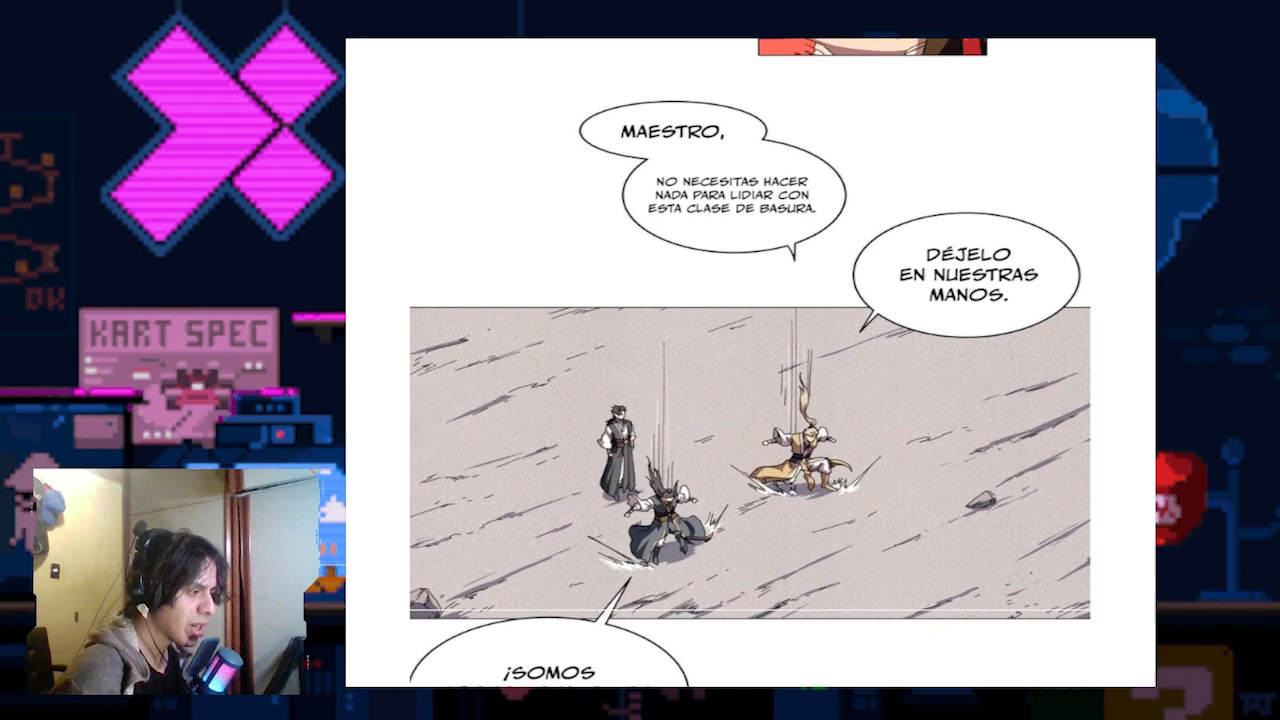 MAESTRO,
NO NECESITAS HACER
NADA PARA LIDIAR CON
ESTA CLASE DE BASURA.
DÉJELO
EN NUESTRAS
MANOS.
¡SOMOS
KART SPEC
DK